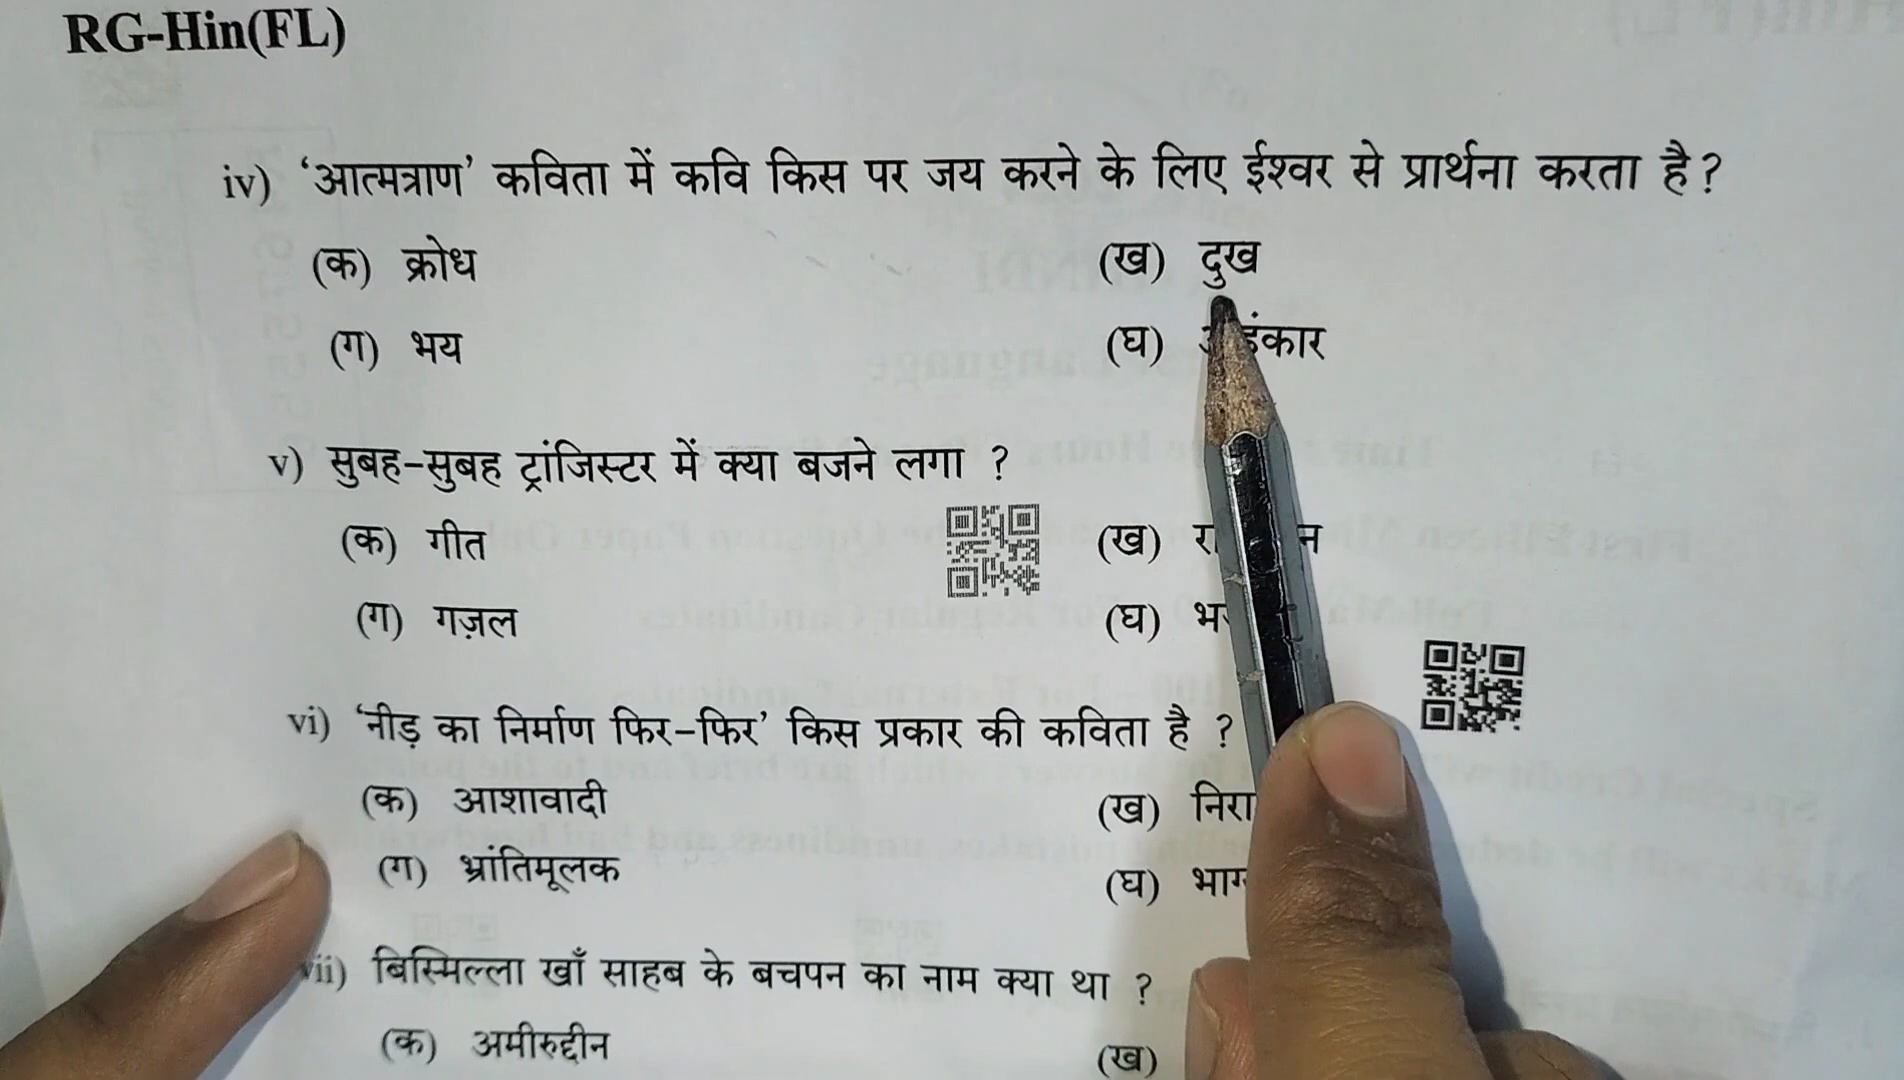 RG-Hin(FL)
iv) ‘आत्मत्राण’ कविता में कवि किस पर जय करने के लिए ईश्वर से प्रार्थना करता है?
(क) क्रोध (ख) दुख
(ग) भय (घ)
v) सुबह-सुबह ट्रांजिस्टर में क्या बजने लगा ?
(क) गीत (ख)
(ग) गज़ल (घ)
vi) ‘नीड़ का निर्माण फिर-फिर’ किस प्रकार की कविता है ?
(क) आशावादी (ख)
(ग) भ्रांतिमूलक (घ)
vii) बिस्मिल्ला खाँ साहब के बचपन का नाम क्या था ?
(क) अमीरुद्दीन (ख)